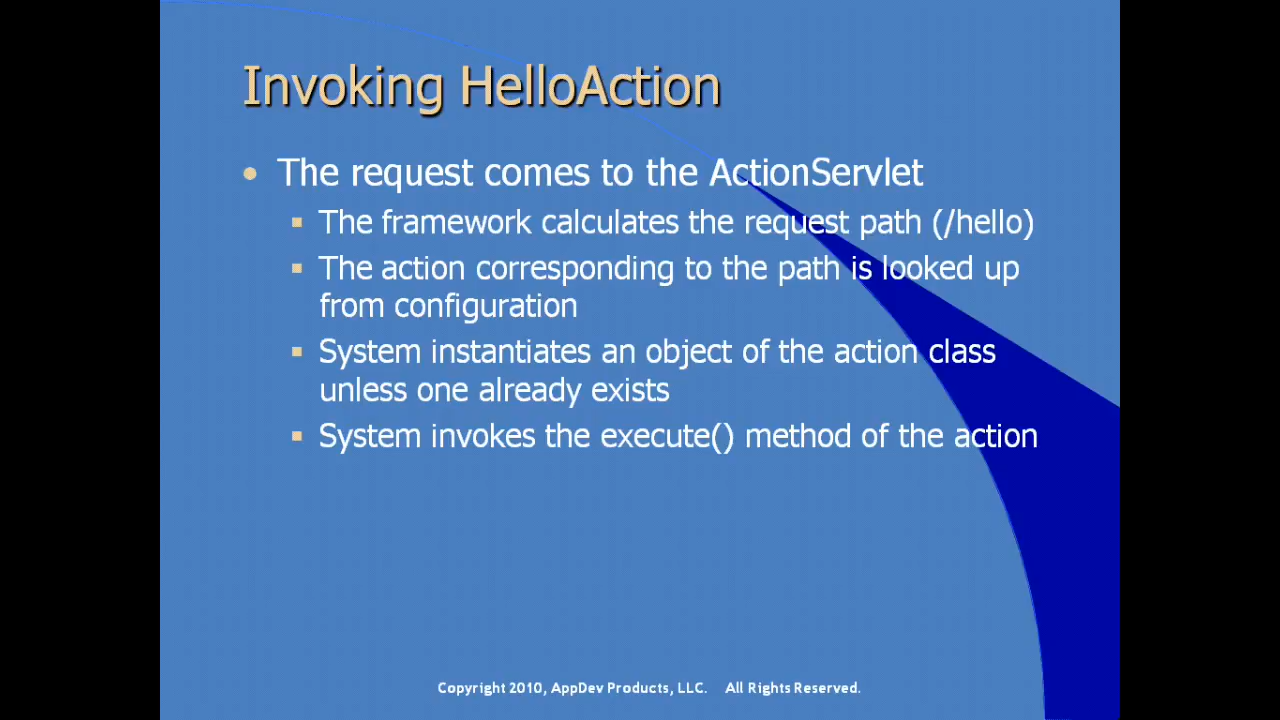 Invoking HelloAction
• The request comes to the ActionServlet
▪ The framework calculates the request path (/hello)
▪ The action corresponding to the path is looked up
from configuration
▪ System instantiates an object of the action class
unless one already exists
▪ System invokes the execute() method of the action
Copyright 2010, AppDev Products, LLC. All Rights Reserved.